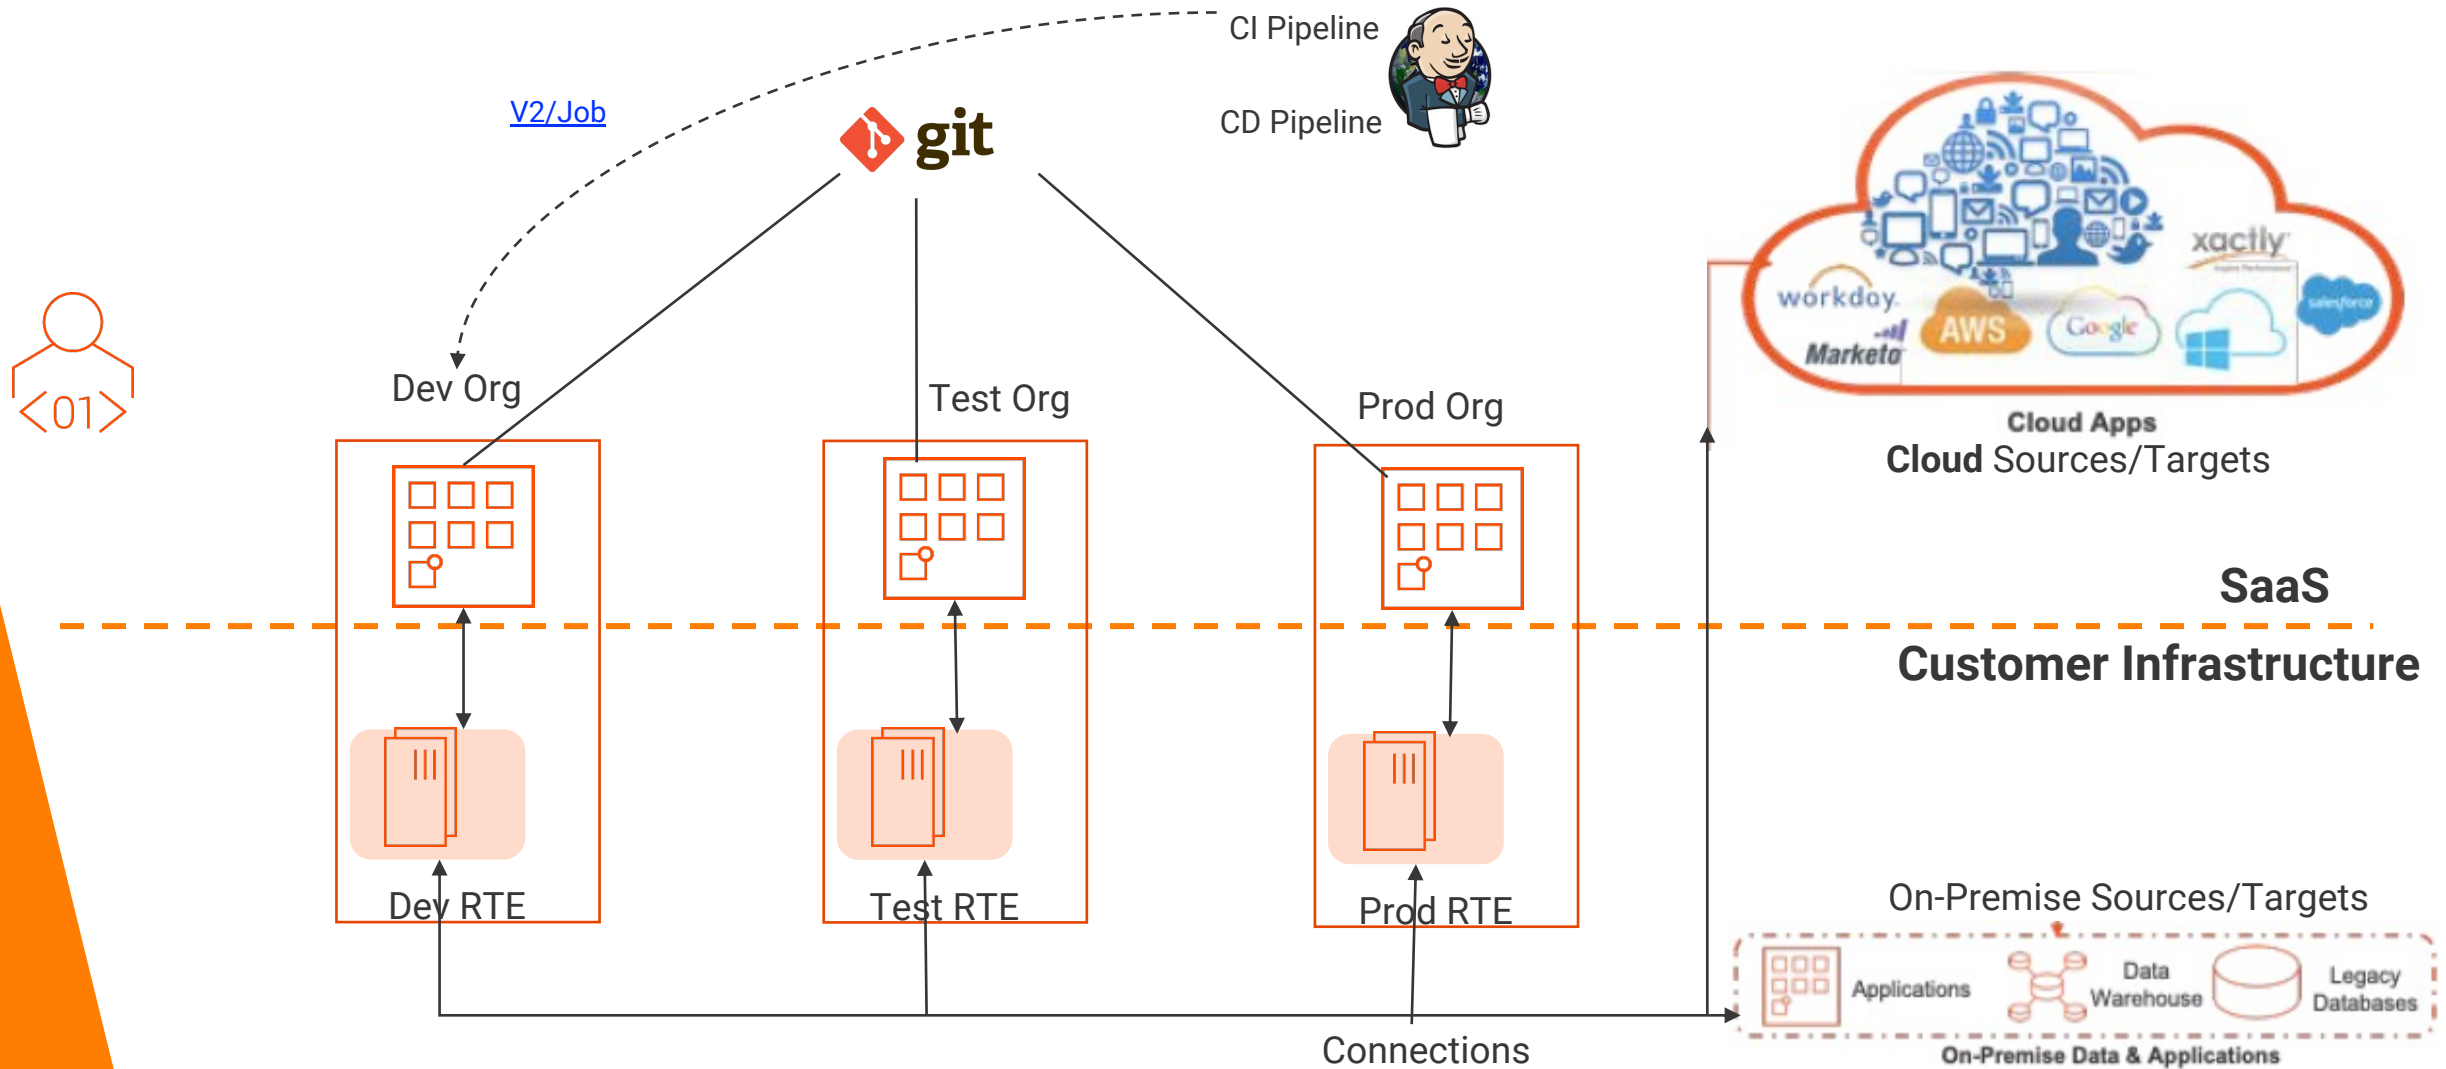 CI Pipeline
V2/Job
git
CD Pipeline
xactly
workday.
AWS
Google
salesforce
Marketo
<01>
Dev Org
Test Org
Prod Org
Cloud Apps
Cloud Sources/Targets
SaaS
Customer Infrastructure
Dev RTE
Test RTE
Prod RTE
On-Premise Sources/Targets
Applications
Data
Warehouse
Legacy
Databases
Connections
On-Premise Data & Applications